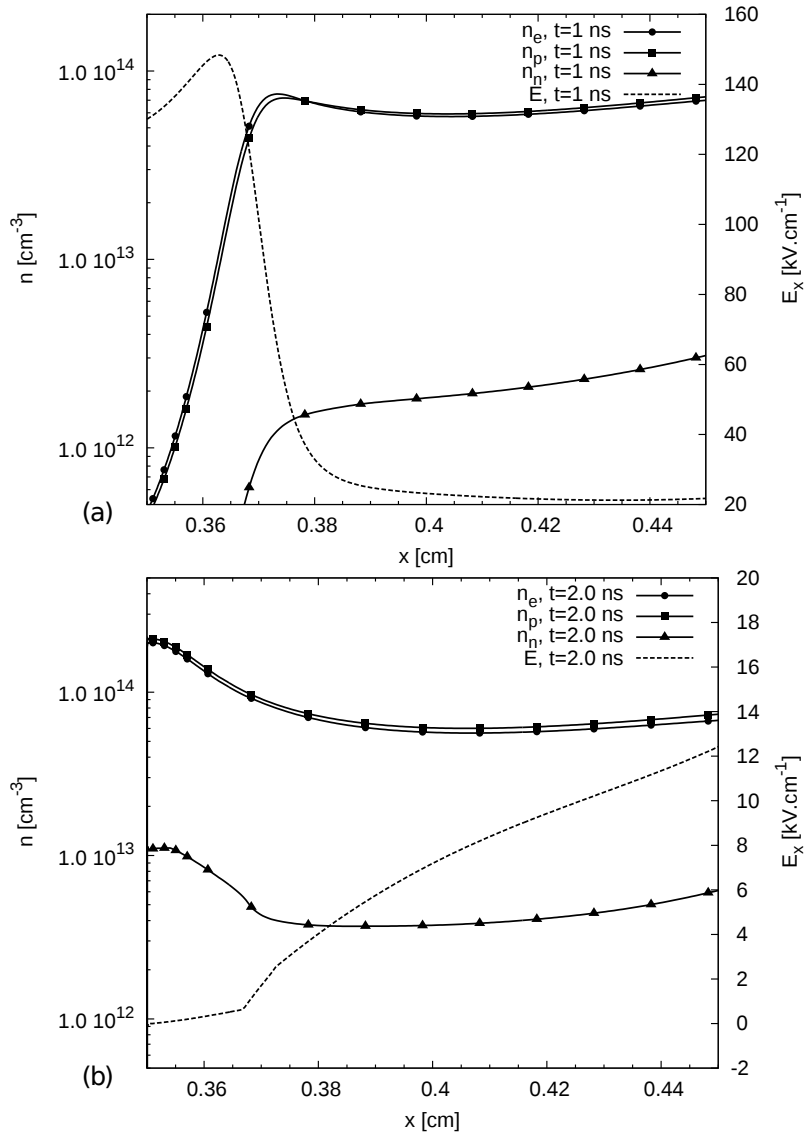 n_e, t=1 ns
n_p, t=1 ns
n_n, t=1 ns
E, t=1 ns
1.0 10^14
1.0 10^13
1.0 10^12
n [cm^-3]
160
140
120
100
80
60
40
20
E_x [kV.cm^-1]
0.36
0.38
0.4
0.42
0.44
x [cm]
(a)
n_e, t=2.0 ns
n_p, t=2.0 ns
n_n, t=2.0 ns
E, t=2.0 ns
1.0 10^14
1.0 10^13
1.0 10^12
n [cm^-3]
20
18
16
14
12
10
8
6
4
2
0
-2
E_x [kV.cm^-1]
0.36
0.38
0.4
0.42
0.44
x [cm]
(b)